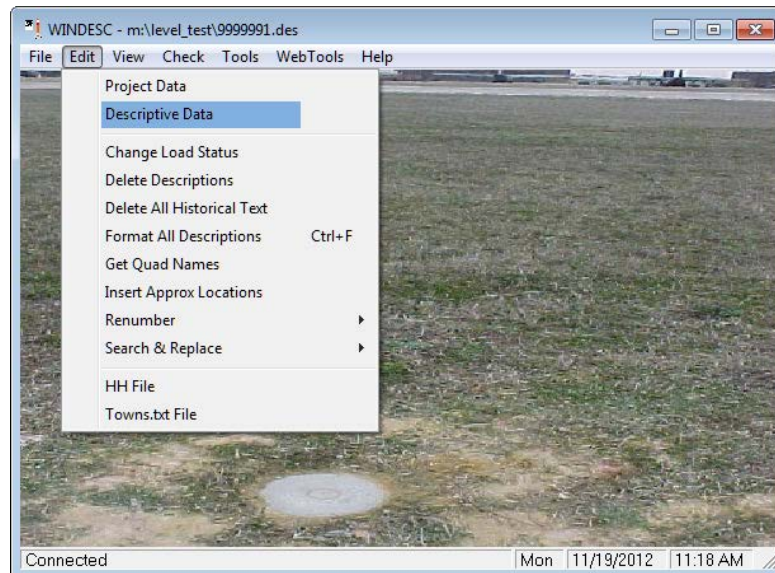 WINDESC - m:\level_test\9999991.des
File Edit View Check Tools WebTools Help
Project Data
Descriptive Data
Change Load Status
Delete Descriptions
Delete All Historical Text
Format All Descriptions Ctrl+F
Get Quad Names
Insert Approx Locations
Renumber
Search & Replace
HH File
Towns.txt File
Connected Mon 11/19/2012 11:18 AM